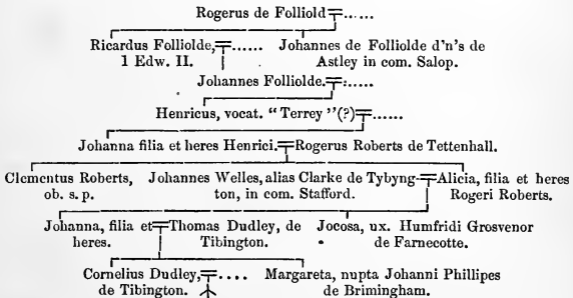 Rogerus de Folliold ......
Ricardus Folliolde, ...... Johannes de Folliolde d'n's de
1 Edw. II. Astley in com. Salop.
Johannes Folliolde. ......
Henricus, vocat. "Terrey"(?) ......
Johanna filia et heres Henrici. Rogerus Roberts de Tettenhall.
Clementus Roberts, Johannes Welles, alias Clarke de Tybyng- Alicia, filia et heres
ob. s. p. ton, in com. Stafford. Rogeri Roberts.
Johanna, filia et Thomas Dudley, de Jocosa, ux. Humfridi Grosvenor
heres. Tibington. de Farnecotte.
Cornelius Dudley, .... Margareta, nupta Johanni Phillipes
de Tibington. de Brimingham.